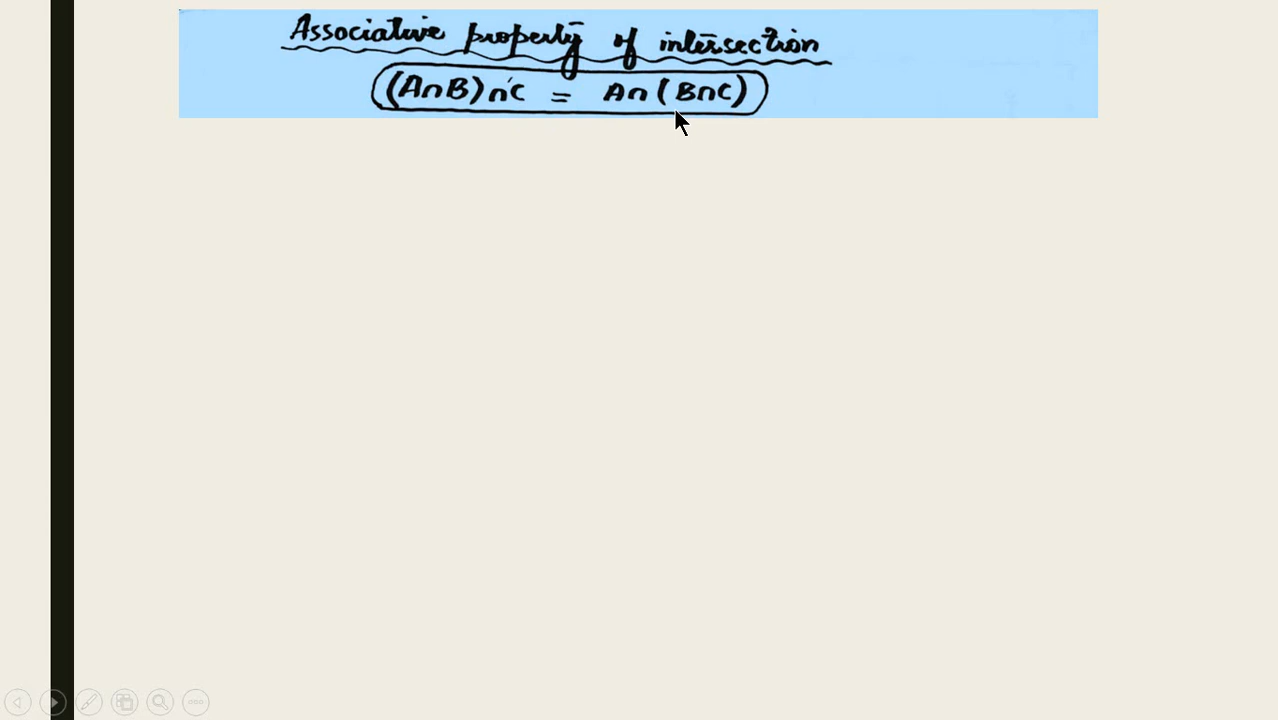 Associative property of intersection
(A∩B)∩C = A∩(B∩C)